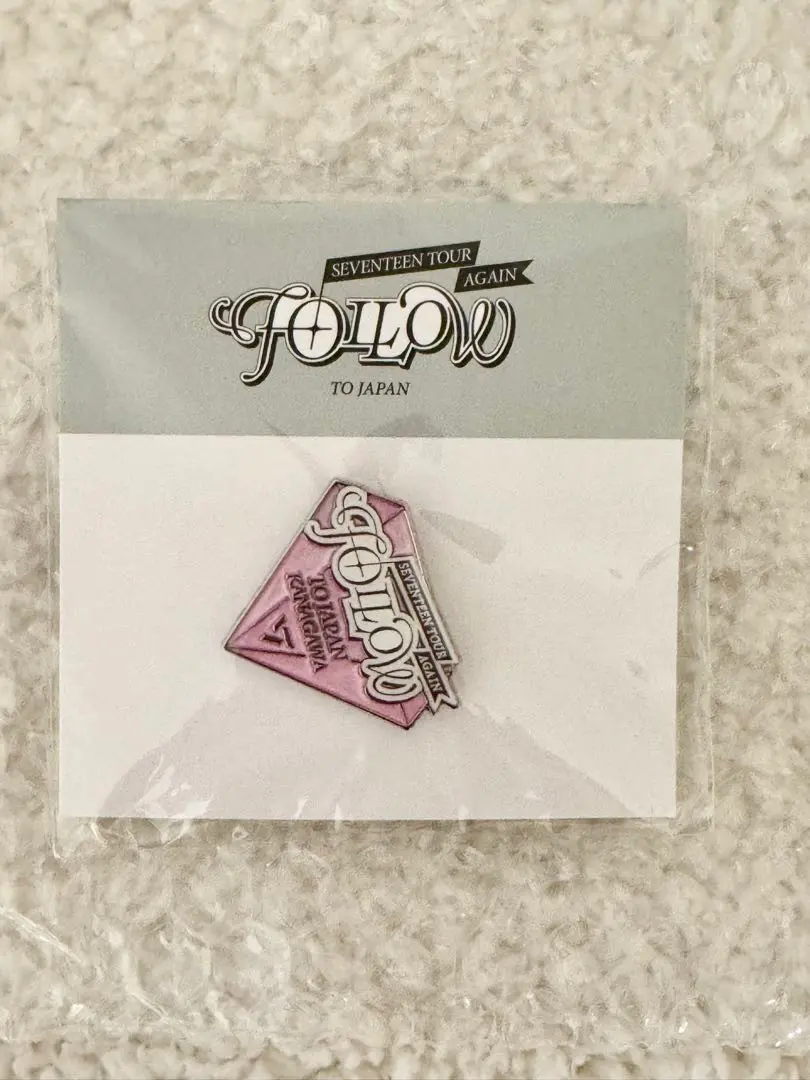 SEVENTEEN TOUR
AGAIN
FOLLOW
TO JAPAN
SEVENTEEN TOUR
AGAIN
FOLLOW
TO JAPAN
KANAGAWA